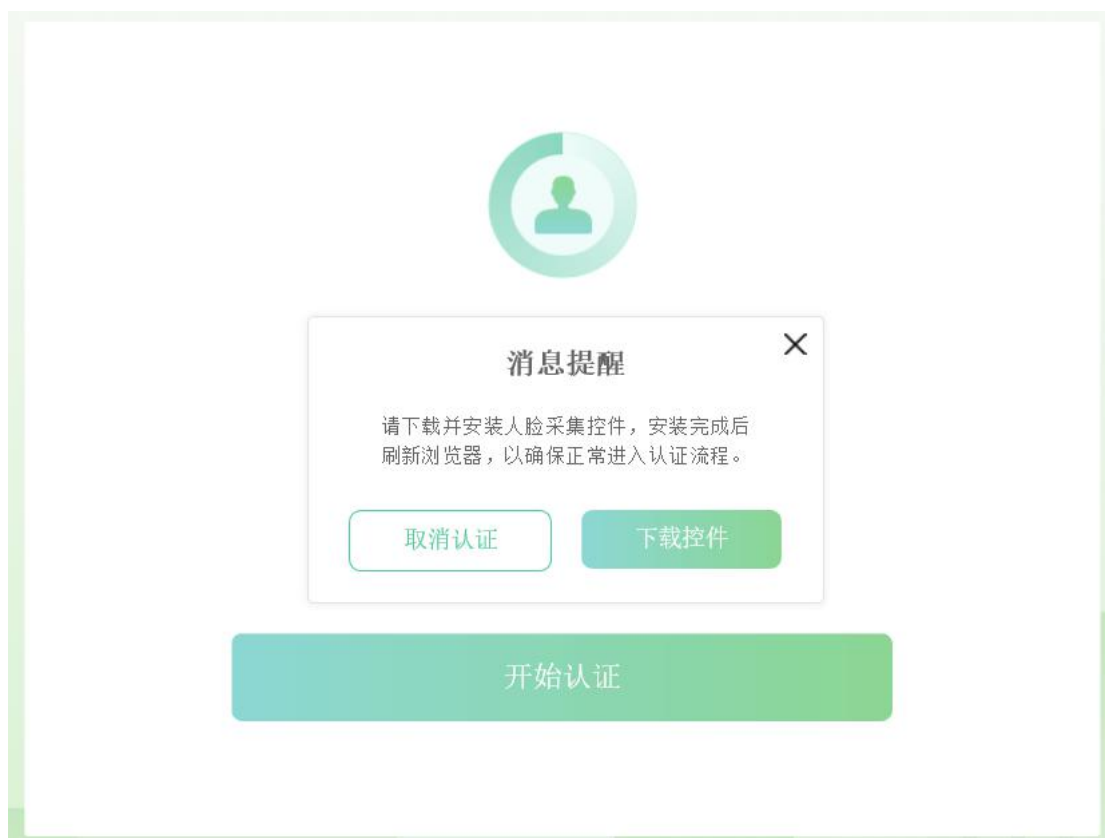 消息提醒
请下载并安装人脸采集控件，安装完成后
刷新浏览器，以确保正常进入认证流程。
取消认证
下载控件
开始认证